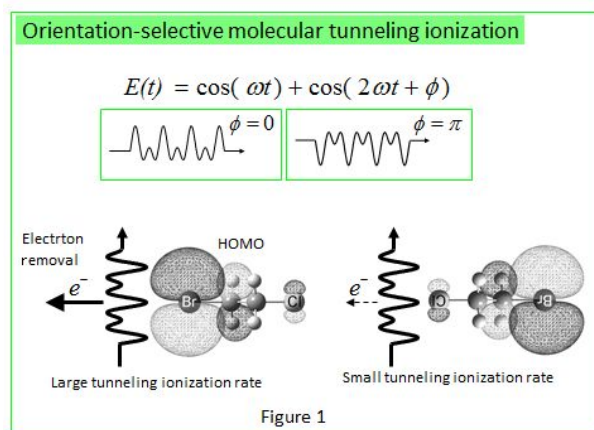 Orientation-selective molecular tunneling ionization
E(t) = cos( ωt) + cos( 2ωt + ϕ)
ϕ = 0
ϕ = π
Electrton
removal
HOMO
e⁻
Br
Cl
e⁻
Cl
Br
Large tunneling ionization rate
Small tunneling ionization rate
Figure 1